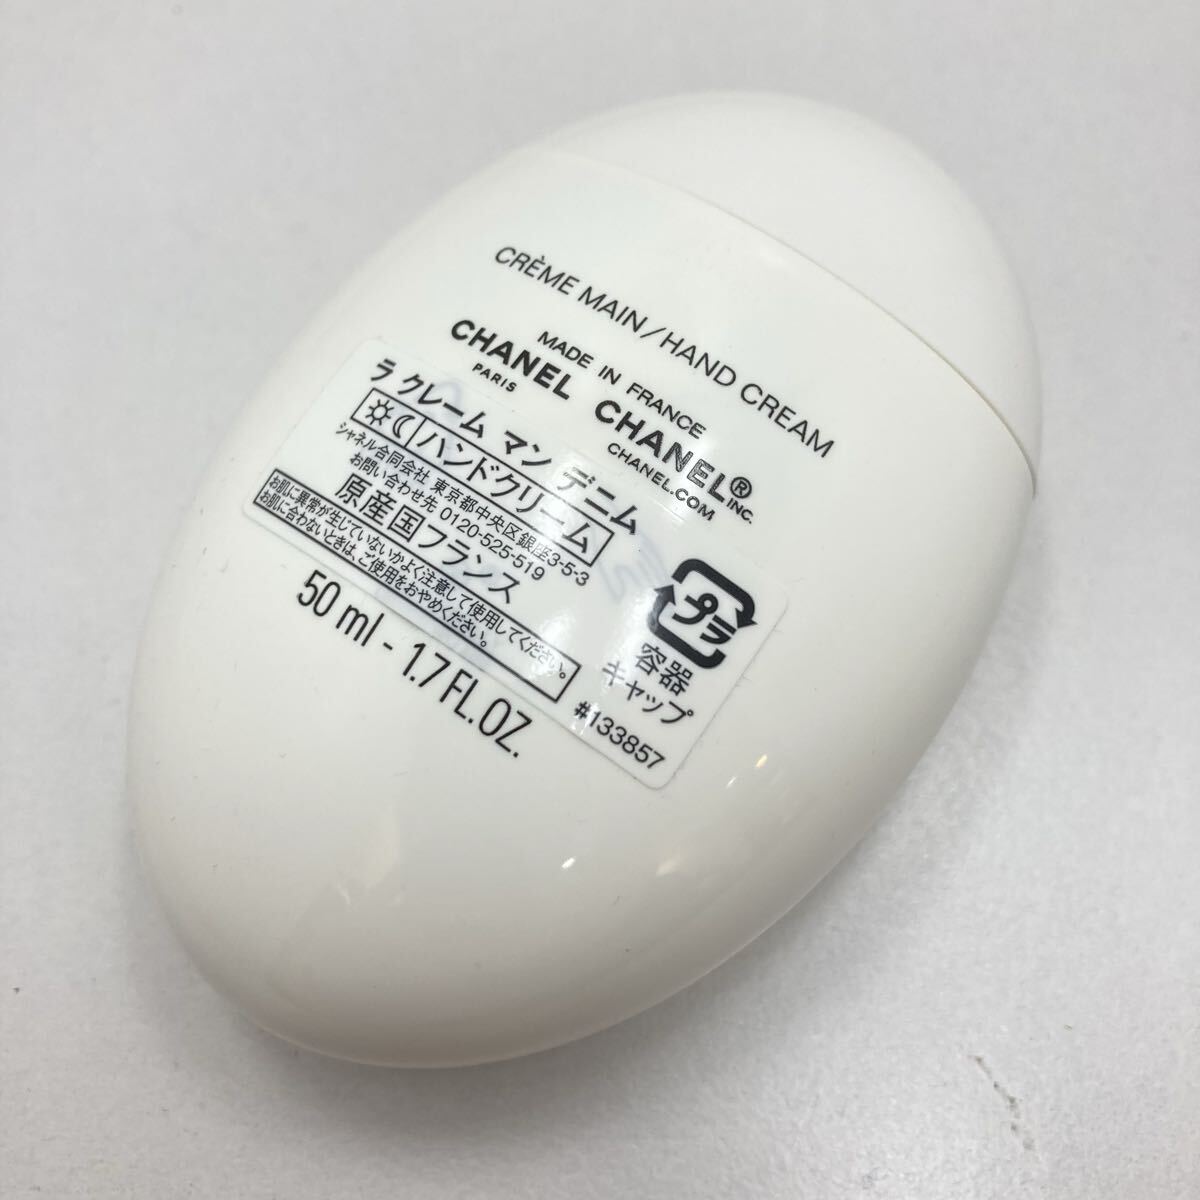 CRÈME MAIN/HAND CREAM
MADE IN FRANCE
CHANEL CHANEL® INC.
PARIS CHANEL.COM
ラ クレーム マン デニム
ハンドクリーム
シャネル合同会社 東京都中央区銀座3-5-3
お問い合わせ先 0120-525-519
原産国フランス
お肌に異常が生じていないかよく注意して使用してください。
お肌に合わないときは、ご使用をおやめください。
プラ
容器
キャップ
#133857
50 ml - 1.7 FL.OZ.